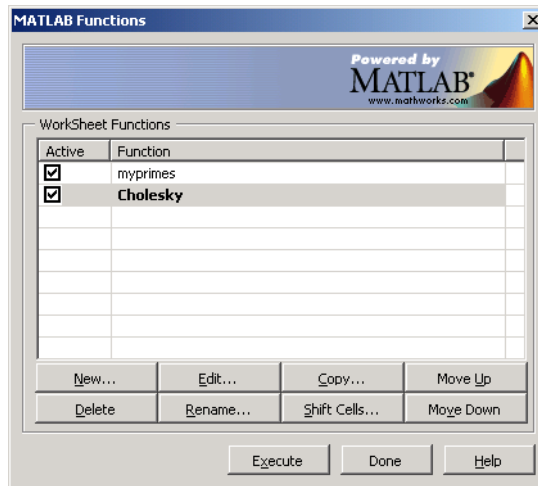 MATLAB Functions
Powered by
MATLAB®
www.mathworks.com
WorkSheet Functions
Active Function
myprimes
Cholesky
New... Edit... Copy... Move Up
Delete Rename... Shift Cells... Move Down
Execute Done Help